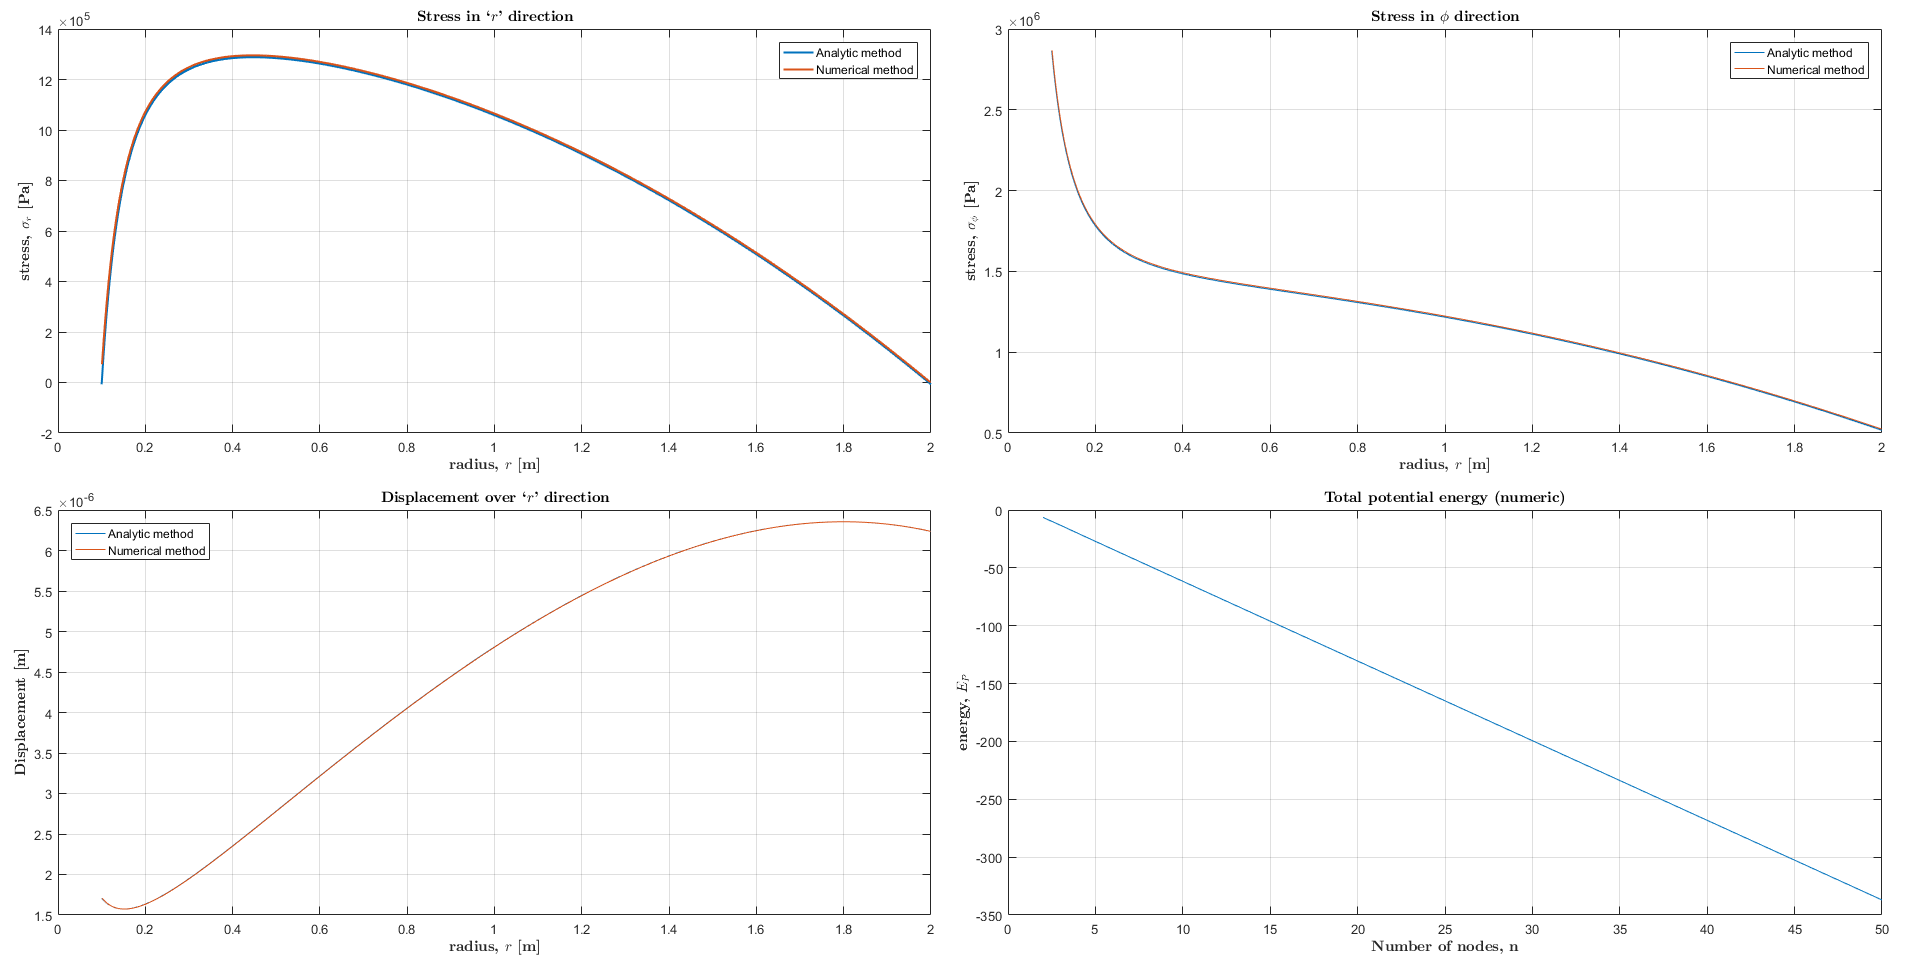 Stress in ‘r’ direction
×10⁵
14
12
10
8
6
4
2
0
-2
stress, σᵣ [Pa]
Analytic method
Numerical method
0 0.2 0.4 0.6 0.8 1 1.2 1.4 1.6 1.8 2
radius, r [m]
Stress in ϕ direction
×10⁶
3
2.5
2
1.5
1
0.5
stress, σᵩ [Pa]
Analytic method
Numerical method
0 0.2 0.4 0.6 0.8 1 1.2 1.4 1.6 1.8 2
radius, r [m]
Displacement over ‘r’ direction
×10⁻⁶
6.5
6
5.5
5
4.5
4
3.5
3
2.5
2
1.5
Displacement [m]
Analytic method
Numerical method
0 0.2 0.4 0.6 0.8 1 1.2 1.4 1.6 1.8 2
radius, r [m]
Total potential energy (numeric)
0
-50
-100
-150
-200
-250
-300
-350
energy, E_P
0 5 10 15 20 25 30 35 40 45 50
Number of nodes, n